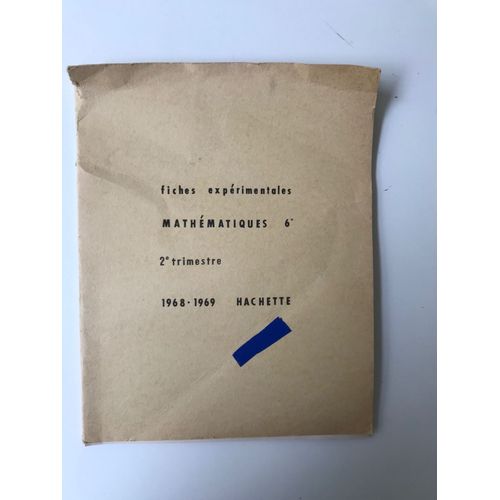 fiches expérimentales
MATHÉMATIQUES 6e
2e trimestre
1968-1969 HACHETTE